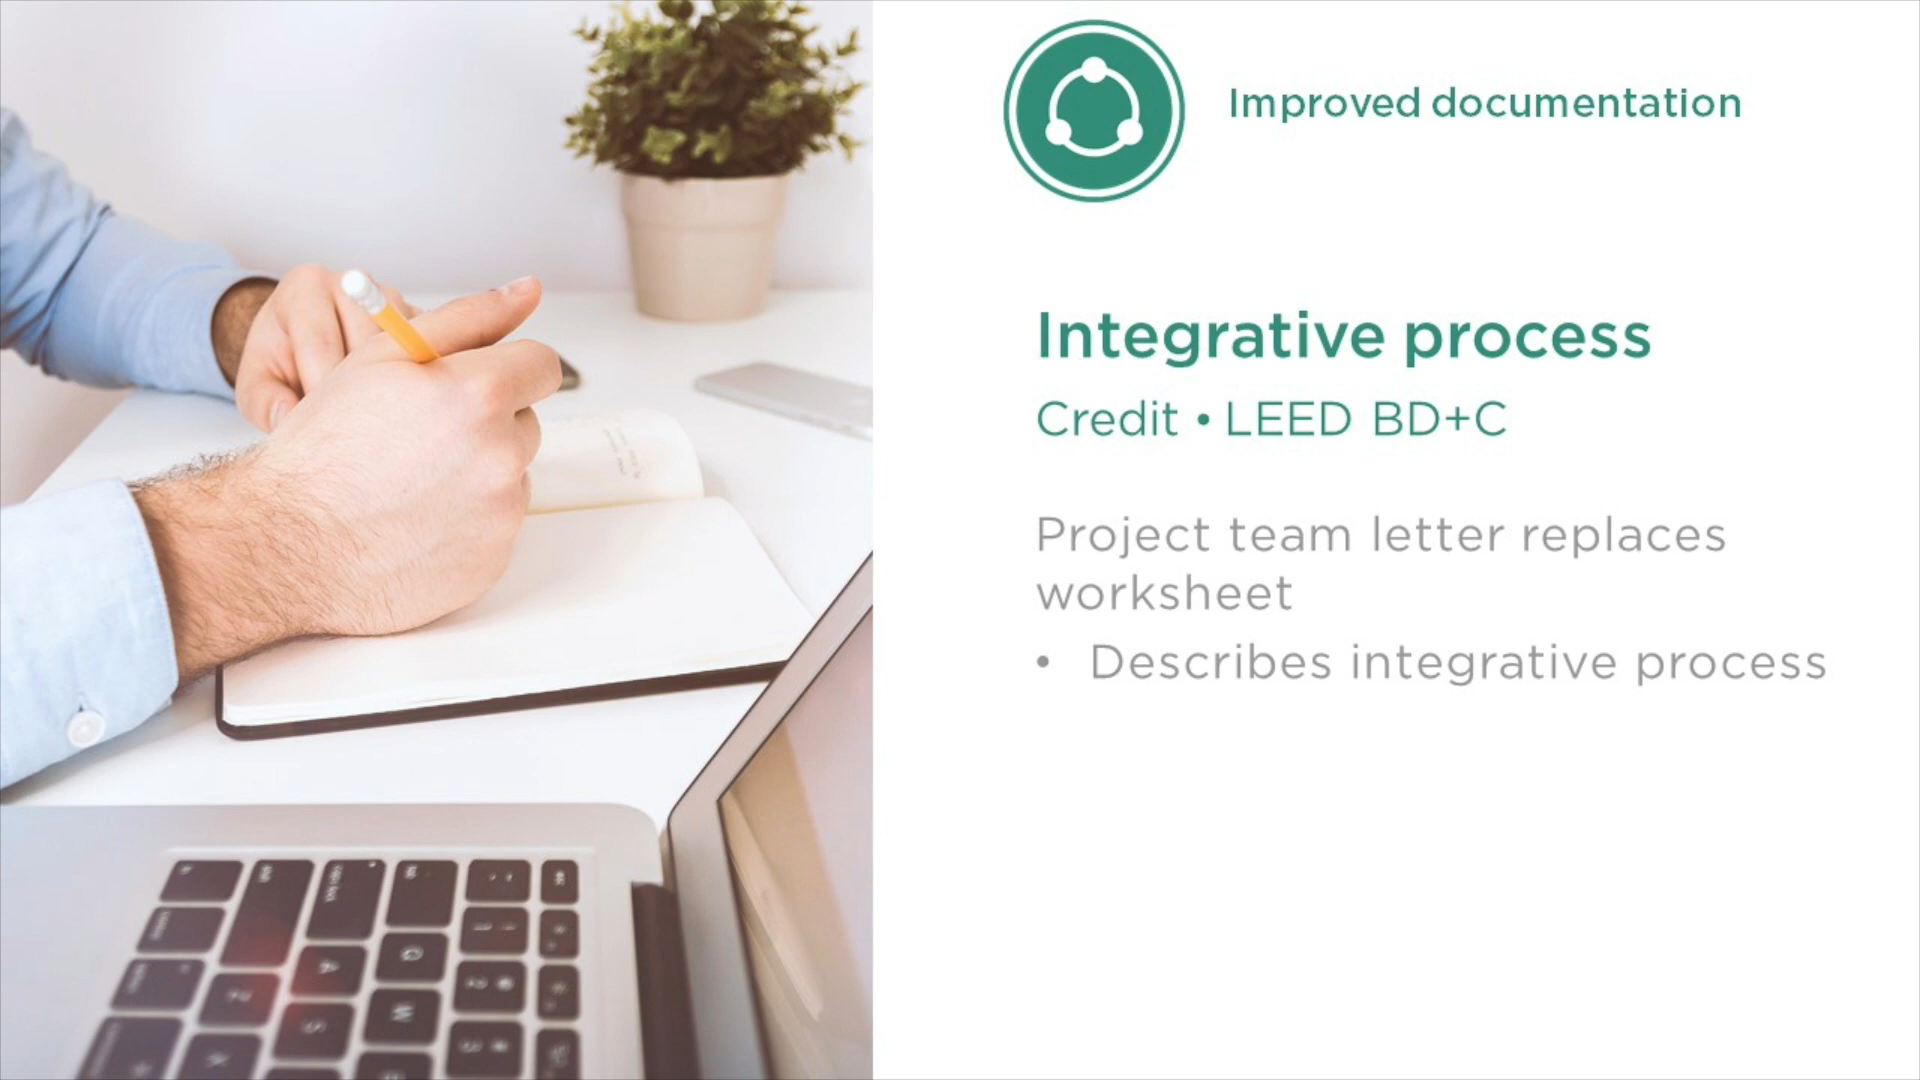 Improved documentation
Integrative process
Credit • LEED BD+C
Project team letter replaces
worksheet
• Describes integrative process